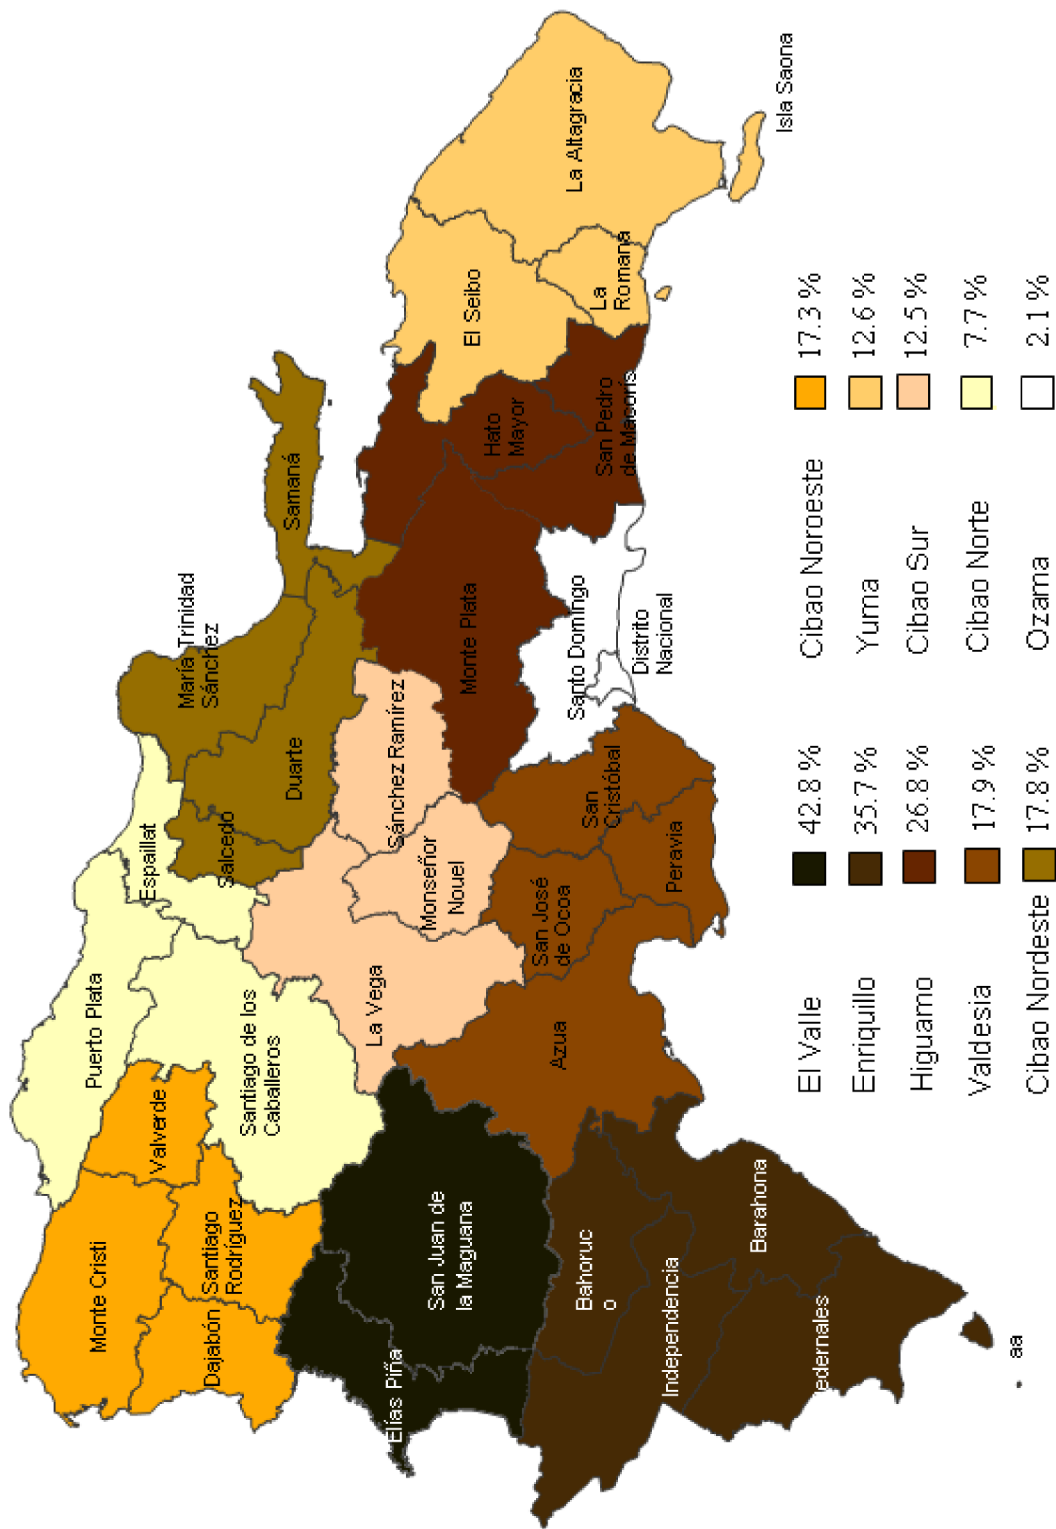 Monte Cristi
Valverde
Puerto Plata
Espaillat
María Trinidad
Sánchez
Samaná
Dajabón
Santiago
Rodríguez
Santiago de los
Caballeros
Salcedo
Duarte
Elías Piña
San Juan de
la Maguana
La Vega
Monseñor
Nouel
Sánchez Ramírez
Monte Plata
Hato
Mayor
El Seibo
La Altagracia
Bahoruc
o
Independencia
Barahona
edernales
Azua
San José
de Ocoa
San
Cristóbal
Peravia
Santo Domingo
Distrito
Nacional
San Pedro
de Macorís
La
Romana
Isla Saona
aa
El Valle 42.8 % Cibao Noroeste 17.3 %
Enriquillo 35.7 % Yuma 12.6 %
Higuamo 26.8 % Cibao Sur 12.5 %
Valdesia 17.9 % Cibao Norte 7.7 %
Cibao Nordeste 17.8 % Ozama 2.1 %